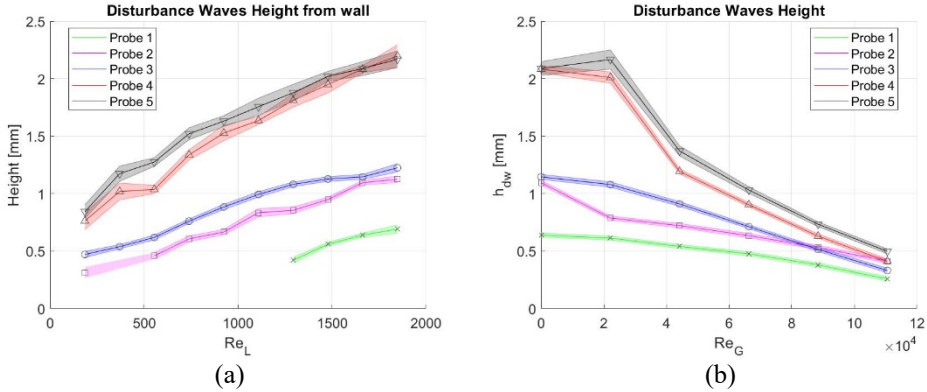 Disturbance Waves Height from wall
Probe 1
Probe 2
Probe 3
Probe 4
Probe 5
Height [mm]
2.5
2
1.5
1
0.5
0
0 500 1000 1500 2000
Re_L
(a)
Disturbance Waves Height
Probe 1
Probe 2
Probe 3
Probe 4
Probe 5
h_dw [mm]
2.5
2
1.5
1
0.5
0
0 2 4 6 8 10 12
×10^4
Re_G
(b)